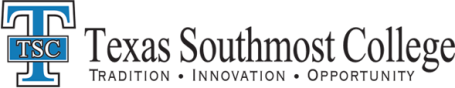 TSC
Texas Southmost College
TRADITION • INNOVATION • OPPORTUNITY